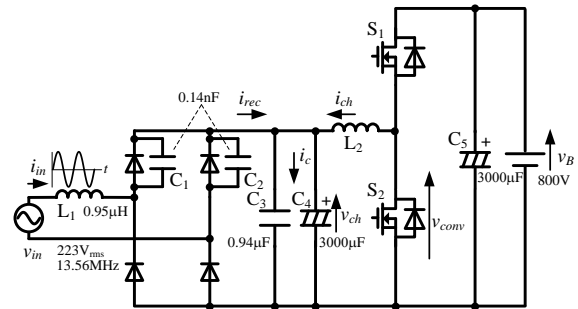 S1
0.14nF
irec
ich
iin
t
C1
C2
L2
C5
+
vB
3000μF
800V
ic
S2
L1
0.95μH
C3
C4
+
vch
vconv
vin
223Vrms
13.56MHz
0.94μF
3000μF